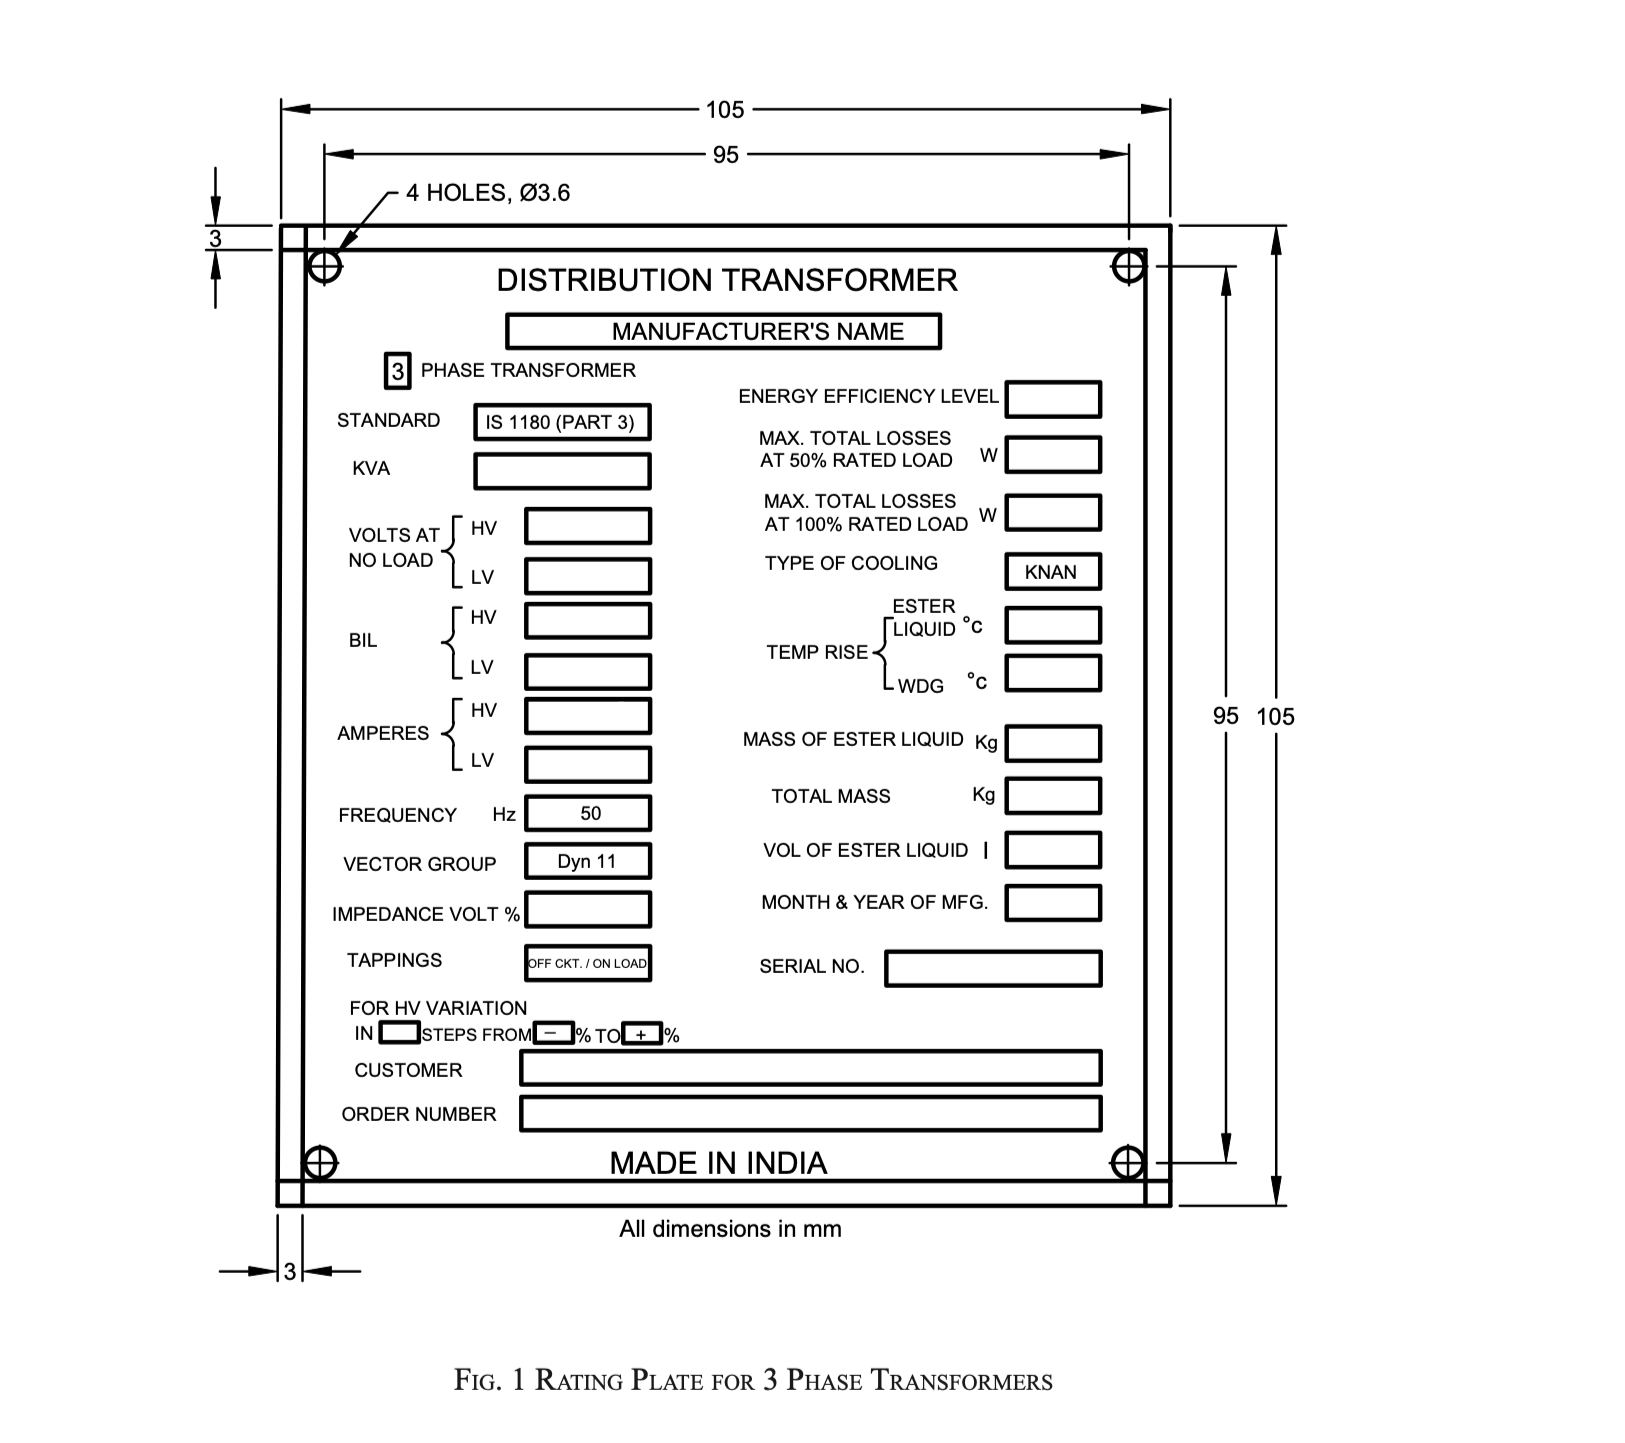 105
95
4 HOLES, Ø3.6
3
DISTRIBUTION TRANSFORMER
MANUFACTURER'S NAME
3 PHASE TRANSFORMER
STANDARD IS 1180 (PART 3)
KVA
VOLTS AT
NO LOAD
HV
LV
BIL
HV
LV
AMPERES
HV
LV
FREQUENCY Hz 50
VECTOR GROUP Dyn 11
IMPEDANCE VOLT %
TAPPINGS OFF CKT. / ON LOAD
FOR HV VARIATION
IN STEPS FROM − % TO + %
ENERGY EFFICIENCY LEVEL
MAX. TOTAL LOSSES
AT 50% RATED LOAD W
MAX. TOTAL LOSSES
AT 100% RATED LOAD W
TYPE OF COOLING KNAN
TEMP RISE
ESTER
LIQUID °c
WDG °c
MASS OF ESTER LIQUID Kg
TOTAL MASS Kg
VOL OF ESTER LIQUID l
MONTH & YEAR OF MFG.
SERIAL NO.
CUSTOMER
ORDER NUMBER
MADE IN INDIA
95 105
All dimensions in mm
3
FIG. 1 RATING PLATE FOR 3 PHASE TRANSFORMERS